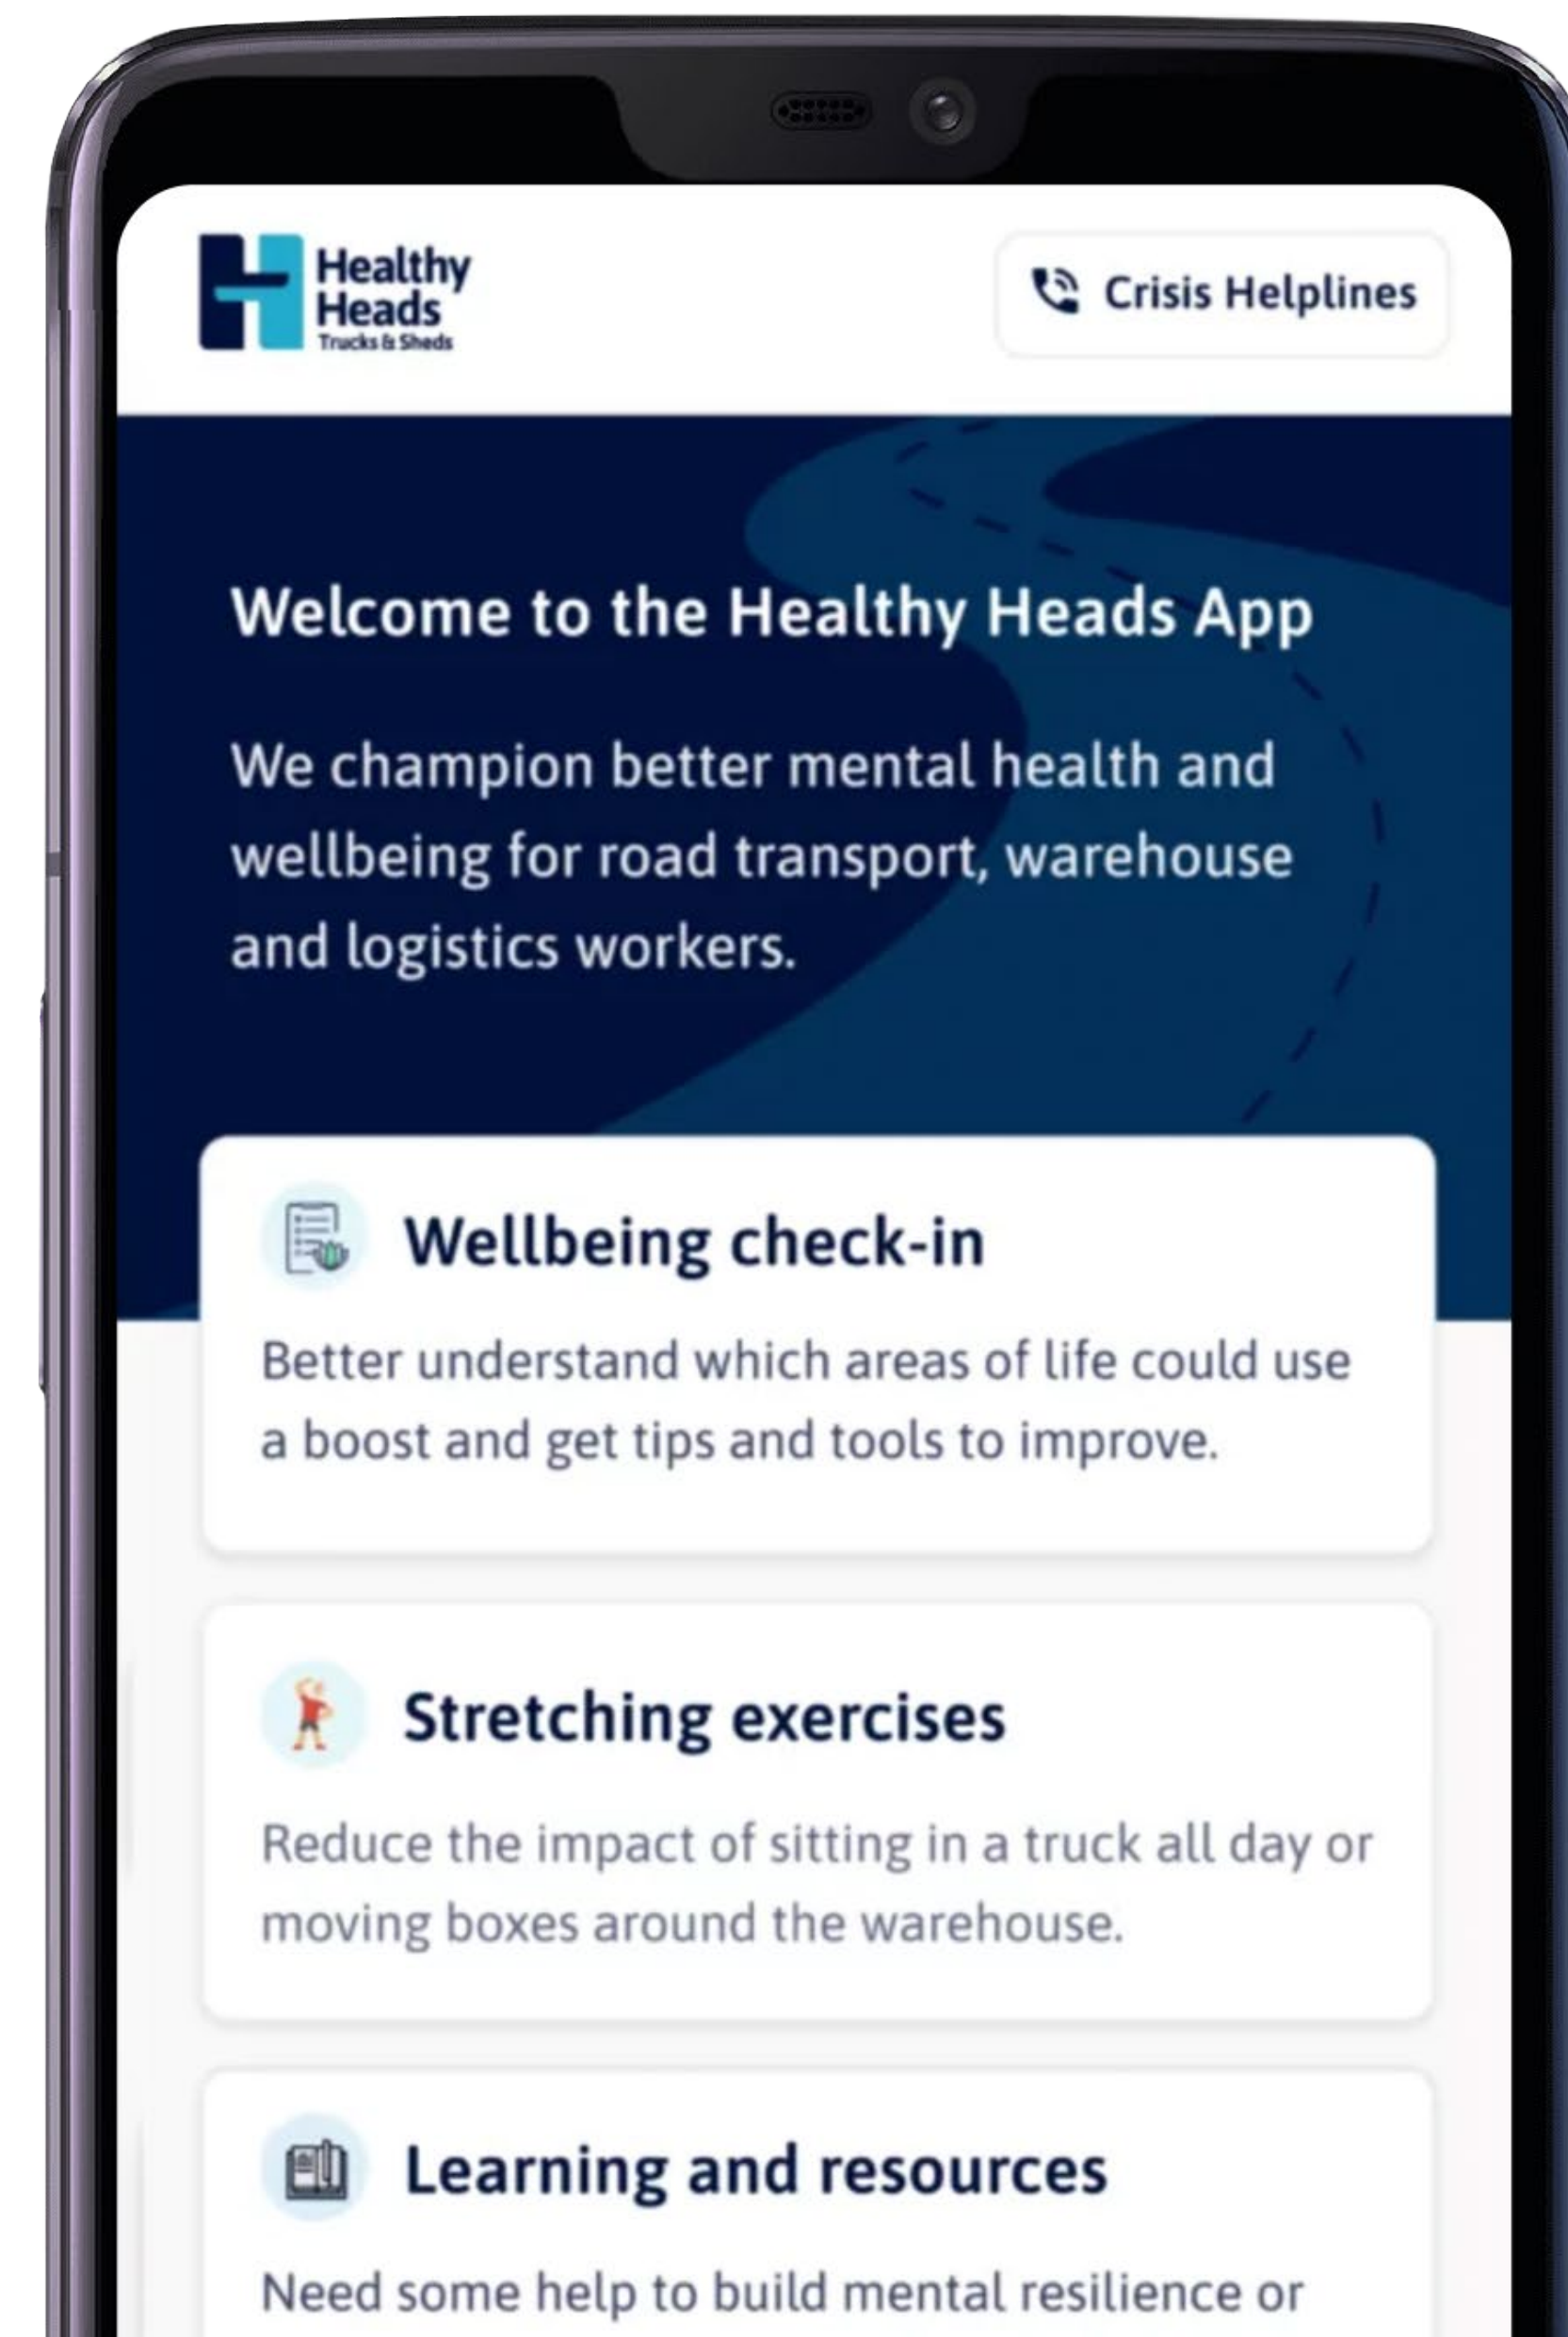 Healthy
Heads
Trucks & Sheds
Crisis Helplines
Welcome to the Healthy Heads App
We champion better mental health and
wellbeing for road transport, warehouse
and logistics workers.
Wellbeing check-in
Better understand which areas of life could use
a boost and get tips and tools to improve.
Stretching exercises
Reduce the impact of sitting in a truck all day or
moving boxes around the warehouse.
Learning and resources
Need some help to build mental resilience or